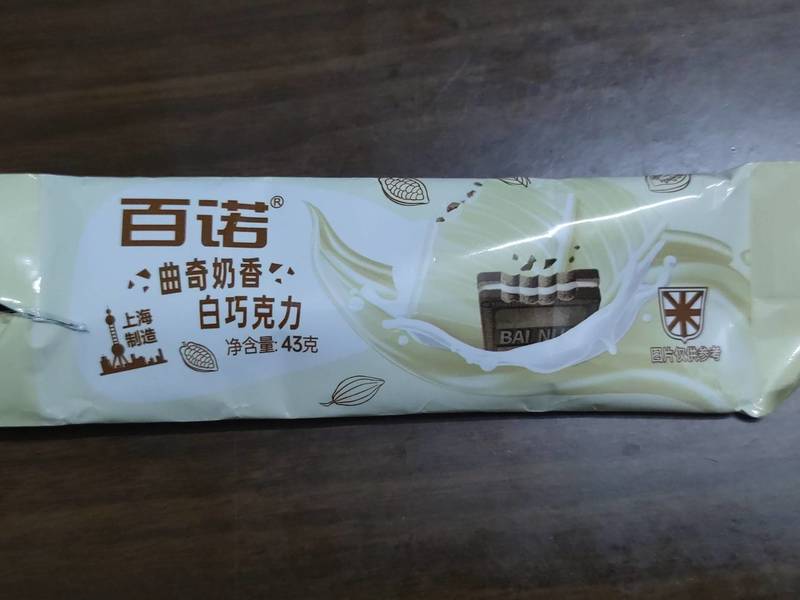 百诺®
曲奇奶香
白巧克力
上海
制造
净含量: 43克
BAI NU
图片仅供参考